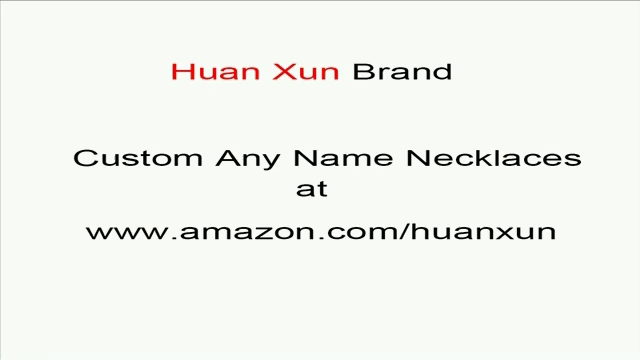 Huan Xun Brand
Custom Any Name Necklaces
at
www.amazon.com/huanxun